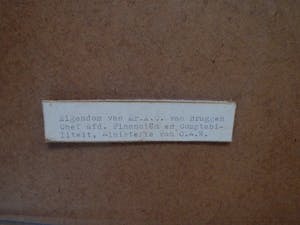 Eigendom van Mr.A.C. van Bruggen
Chef afd. Financiën en Comptabi-
liteit, Ministerie van O.K.W.